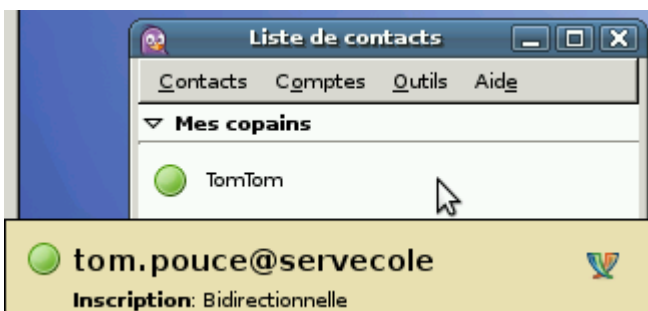 Liste de contacts
Contacts Comptes Outils Aide
Mes copains
TomTom
tom.pouce@servecole
Inscription: Bidirectionnelle